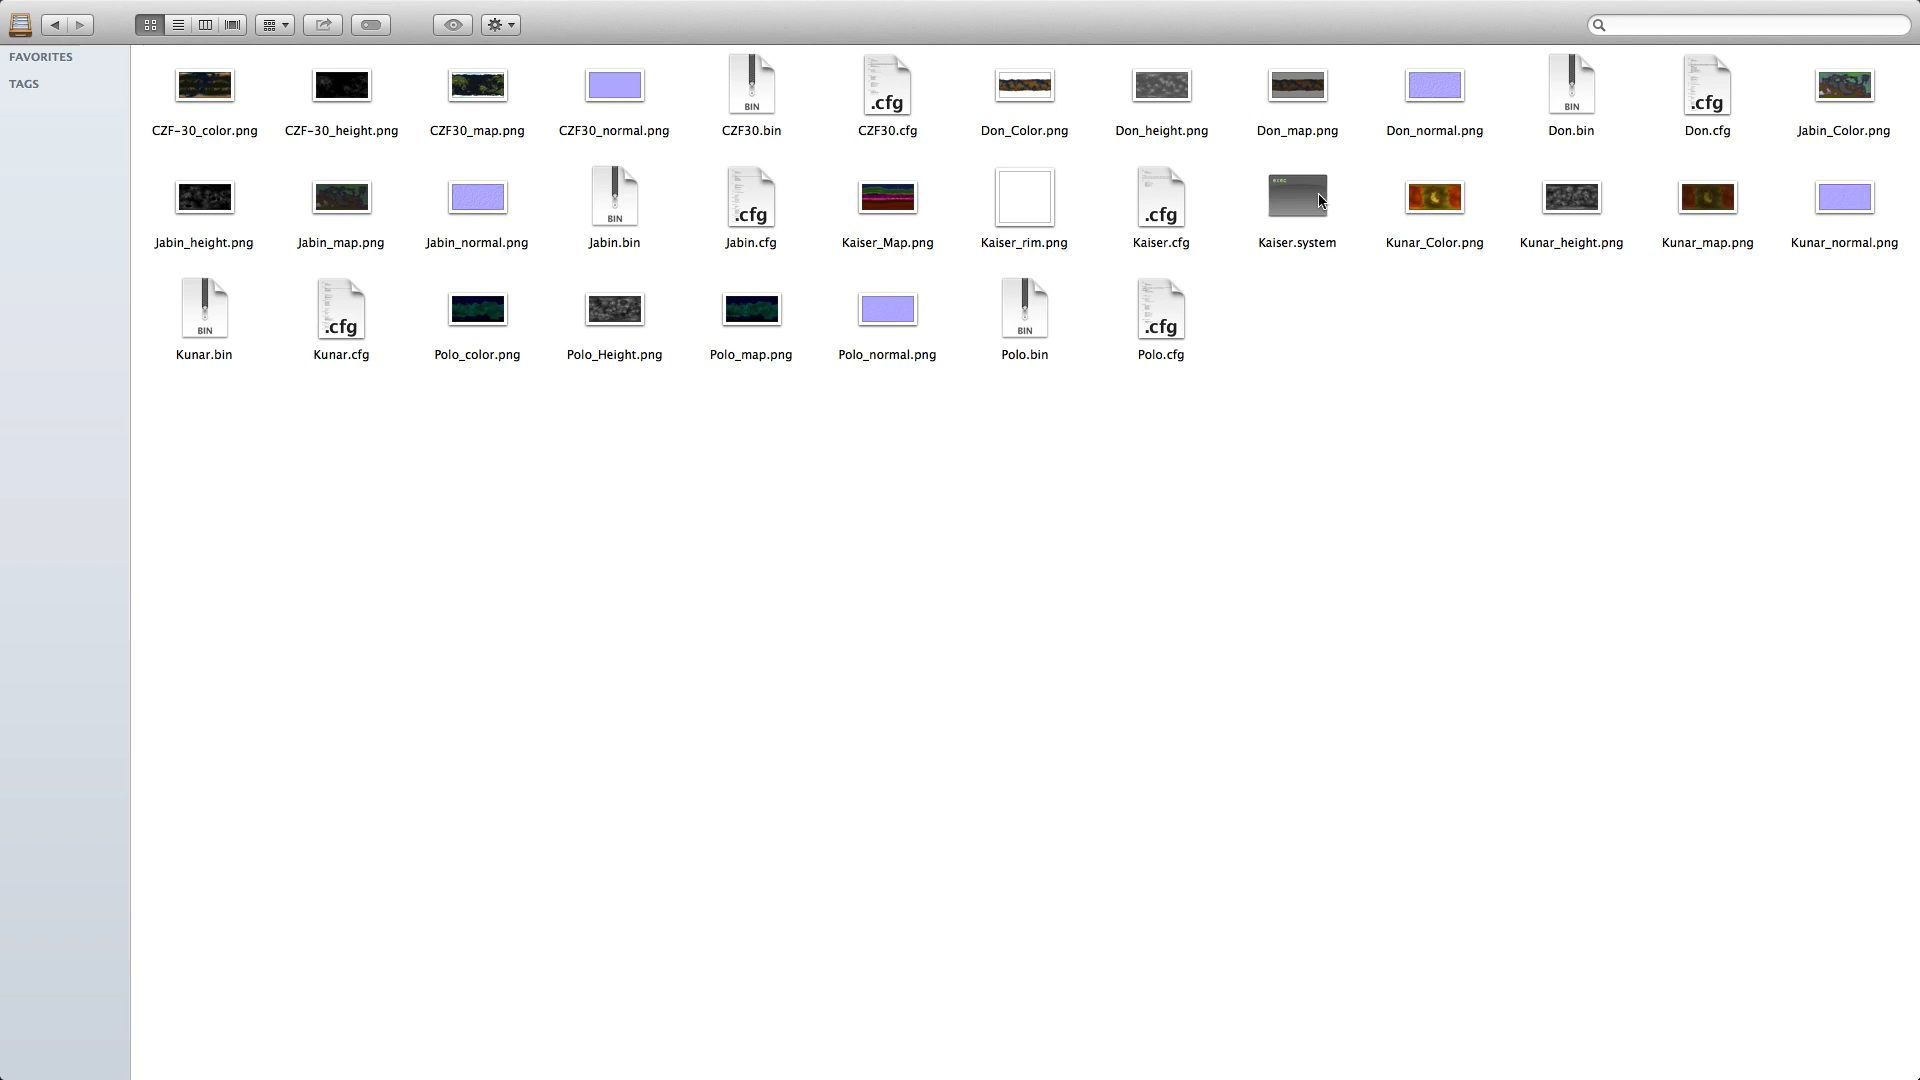 FAVORITES
TAGS
CZF-30_color.png CZF-30_height.png CZF30_map.png CZF30_normal.png CZF30.bin CZF30.cfg Don_Color.png Don_height.png Don_map.png Don_normal.png Don.bin Don.cfg Jabin_Color.png
Jabin_height.png Jabin_map.png Jabin_normal.png Jabin.bin Jabin.cfg Kaiser_Map.png Kaiser_rim.png Kaiser.cfg Kaiser.system Kunar_Color.png Kunar_height.png Kunar_map.png Kunar_normal.png
Kunar.bin Kunar.cfg Polo_color.png Polo_Height.png Polo_map.png Polo_normal.png Polo.bin Polo.cfg
BIN .cfg BIN .cfg
BIN .cfg .cfg exec
BIN .cfg BIN .cfg